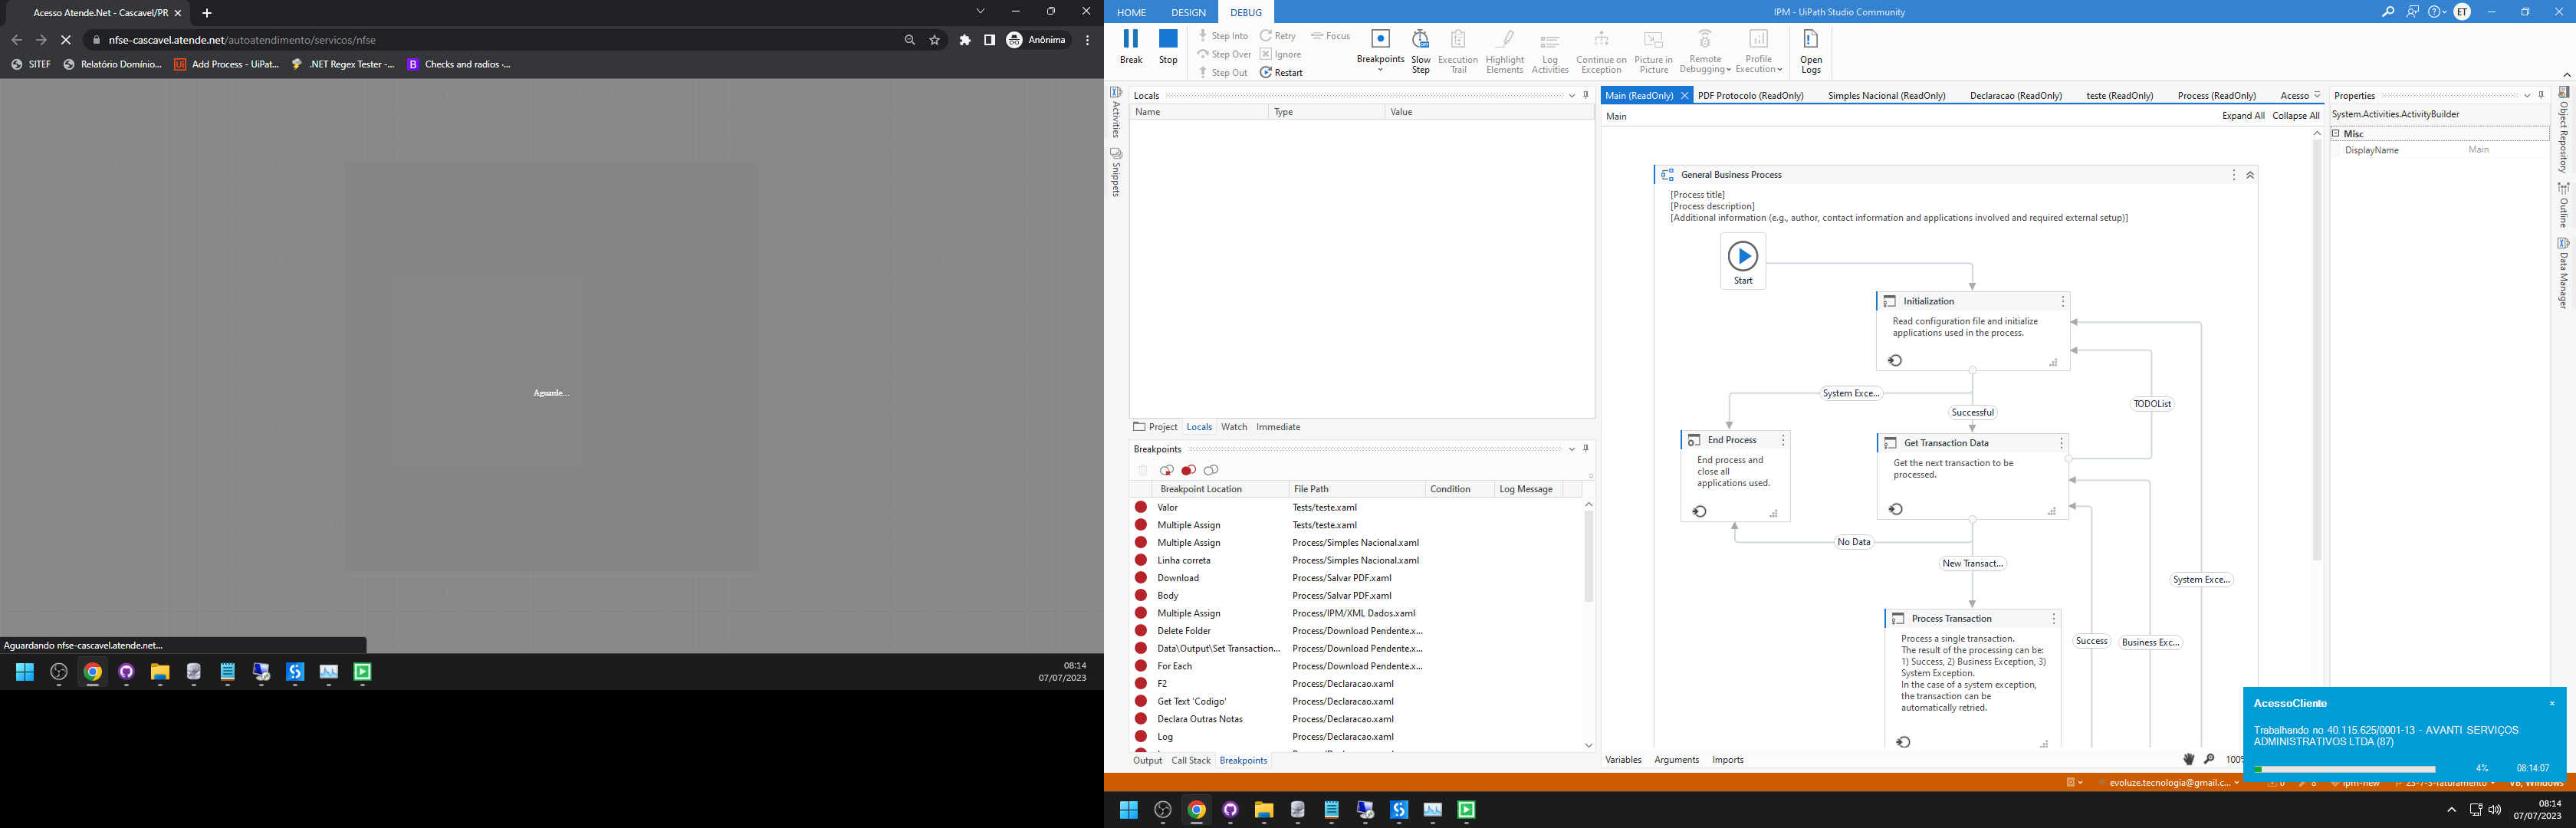 Acesso Atende.Net - Cascavel/PR
nfse-cascavel.atende.net/autoatendimento/servicos/nfse
Anônima
SITEF
Relatório Domínio...
Add Process - UiPat...
.NET Regex Tester -...
Checks and radios ·...
Aguarde...
Aguardando nfse-cascavel.atende.net...
08:14
07/07/2023
HOME DESIGN DEBUG
IPM - UiPath Studio Community
ET
Break
Stop
Step Into
Step Over
Step Out
Retry
Ignore
Restart
Focus
Breakpoints
Slow Step
Execution Trail
Highlight Elements
Log Activities
Continue on Exception
Picture in Picture
Remote Debugging
Profile Execution
Open Logs
Activities
Snippets
Locals
Name Type Value
Project Locals Watch Immediate
Breakpoints
Breakpoint Location File Path Condition Log Message
Valor Tests/teste.xaml
Multiple Assign Tests/teste.xaml
Multiple Assign Process/Simples Nacional.xaml
Linha correta Process/Simples Nacional.xaml
Download Process/Salvar PDF.xaml
Body Process/Salvar PDF.xaml
Multiple Assign Process/IPM/XML Dados.xaml
Delete Folder Process/Download Pendente.x...
Data\Output\Set Transaction... Process/Download Pendente.x...
For Each Process/Download Pendente.x...
F2 Process/Declaracao.xaml
Get Text 'Codigo' Process/Declaracao.xaml
Declara Outras Notas Process/Declaracao.xaml
Log Process/Declaracao.xaml
Output Call Stack Breakpoints
Main (ReadOnly) PDF Protocolo (ReadOnly) Simples Nacional (ReadOnly) Declaracao (ReadOnly) teste (ReadOnly) Process (ReadOnly) Acesso
Main
Expand All Collapse All
General Business Process
[Process title]
[Process description]
[Additional information (e.g., author, contact information and applications involved and required external setup)]
Start
Initialization
Read configuration file and initialize
applications used in the process.
System Exce...
Successful
TODOList
End Process
End process and
close all
applications used.
Get Transaction Data
Get the next transaction to be
processed.
No Data
New Transact...
System Exce...
Process Transaction
Process a single transaction.
The result of the processing can be:
1) Success, 2) Business Exception, 3)
System Exception.
In the case of a system exception,
the transaction can be
automatically retried.
Success
Business Exc...
Variables Arguments Imports
100%
Properties
System.Activities.ActivityBuilder
Misc
DisplayName Main
Object Repository
Outline
Data Manager
AcessoCliente
Trabalhando no 40.115.625/0001-13 - AVANTI SERVIÇOS
ADMINISTRATIVOS LTDA (87)
4% 08:14:07
evoluze.tecnologia@gmail.c...
08:14
07/07/2023